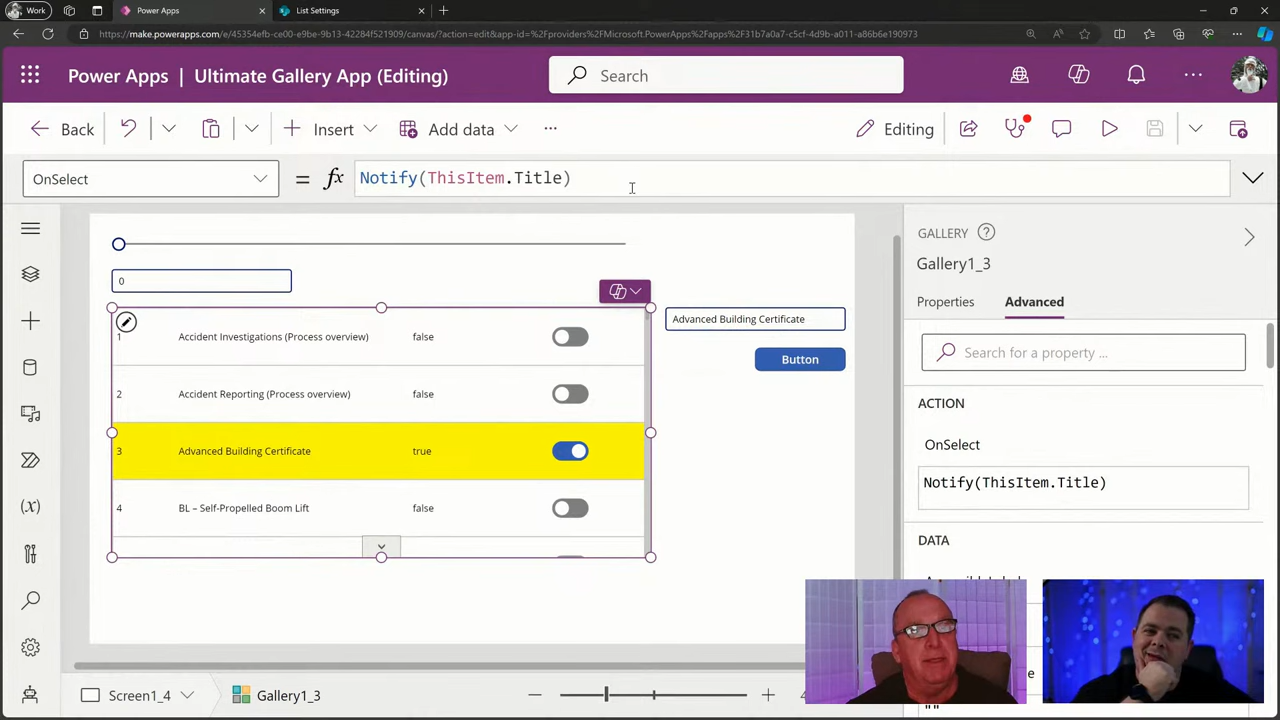 Work
Power Apps
List Settings
https://make.powerapps.com/e/45354efb-ce00-e9be-9b13-42284f521909/canvas/?action=edit&app-id=%2Fproviders%2FMicrosoft.PowerApps%2Fapps%2F31b7a0a7-c5cf-4d9b-a011-a86b6e190973
Power Apps | Ultimate Gallery App (Editing)
Search
Back
Insert
Add data
Editing
OnSelect
= fx Notify(ThisItem.Title)
GALLERY
Gallery1_3
Properties
Advanced
Search for a property ...
ACTION
OnSelect
Notify(ThisItem.Title)
DATA
0
1 Accident Investigations (Process overview) false
2 Accident Reporting (Process overview) false
3 Advanced Building Certificate true
4 BL – Self-Propelled Boom Lift false
Advanced Building Certificate
Button
Screen1_4
Gallery1_3